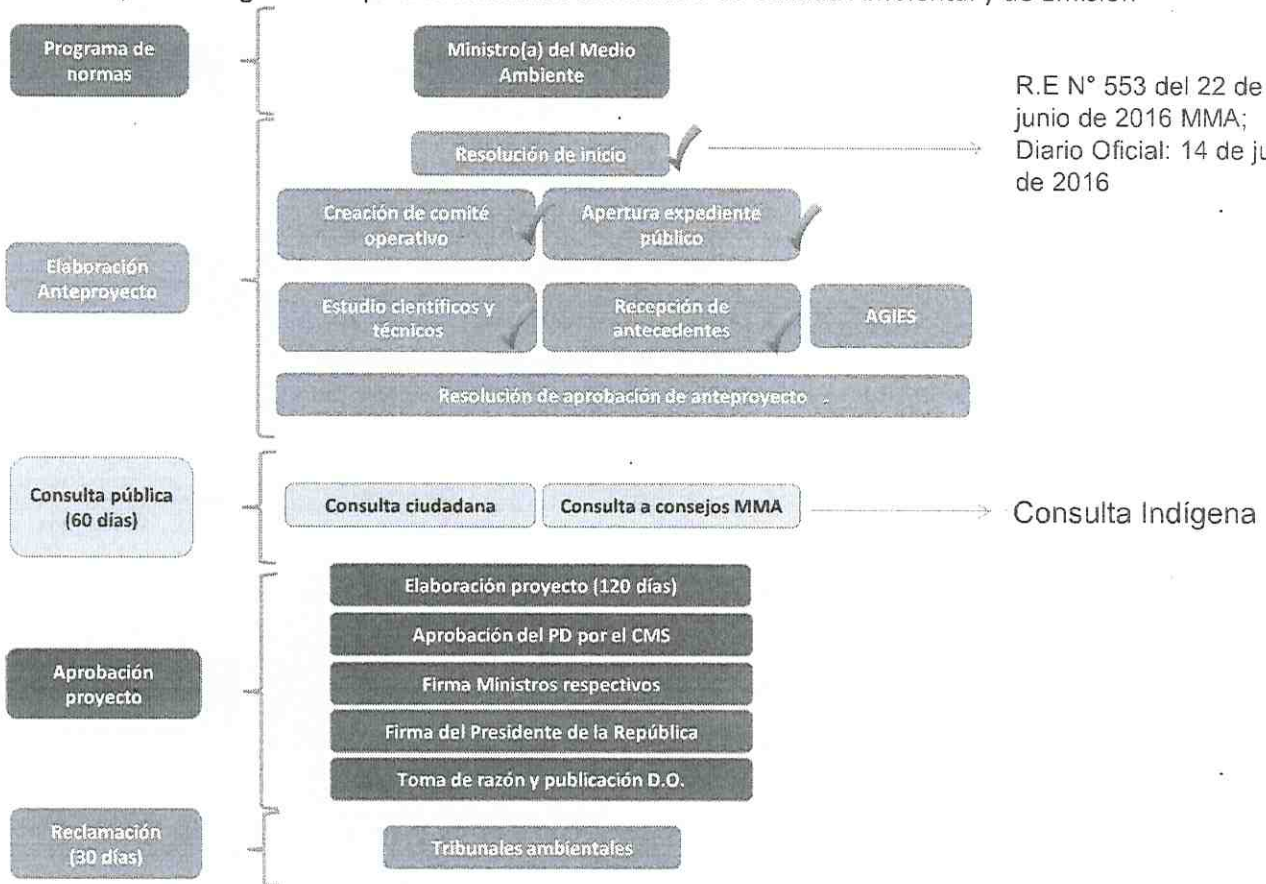 Programa de
normas
Ministro(a) del Medio
Ambiente
R.E N° 553 del 22 de
junio de 2016 MMA;
Diario Oficial: 14 de
de 2016
Resolución de inicio
Creación de comité
operativo
Apertura expediente
público
Elaboración
Anteproyecto
Estudio científicos y
técnicos
Recepción de
antecedentes
AGIES
Resolución de aprobación de anteproyecto
Consulta pública
(60 días)
Consulta ciudadana
Consulta a consejos MMA
Consulta Indígena
Aprobación
proyecto
Elaboración proyecto (120 días)
Aprobación del PD por el CMS
Firma Ministros respectivos
Firma del Presidente de la República
Toma de razón y publicación D.O.
Reclamación
(30 días)
Tribunales ambientales